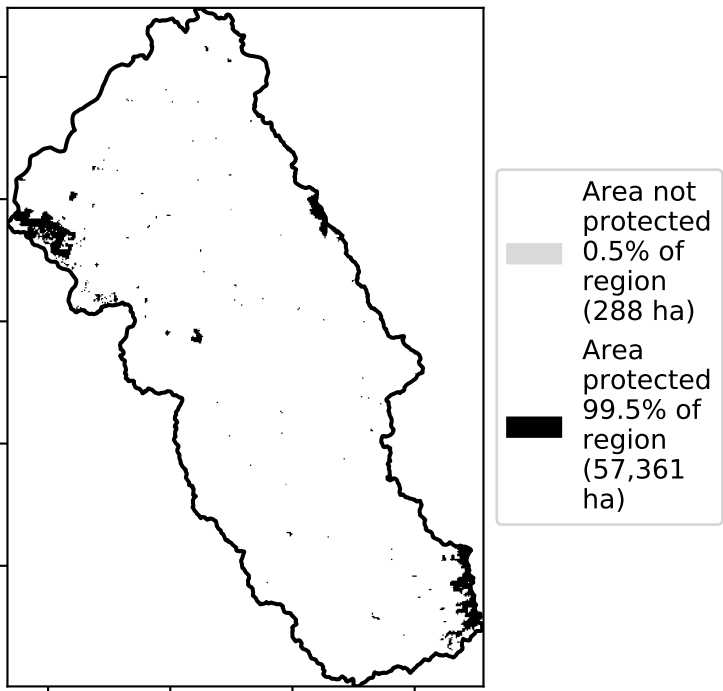 Area not
protected
0.5% of
region
(288 ha)
Area
protected
99.5% of
region
(57,361
ha)